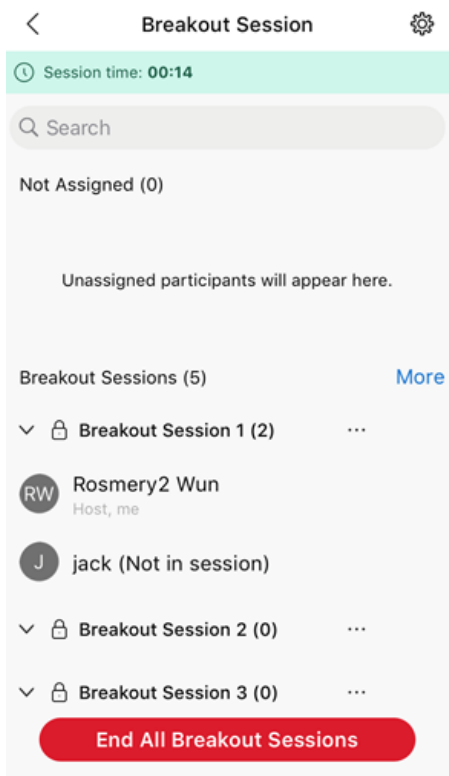 Breakout Session
Session time: 00:14
Search
Not Assigned (0)
Unassigned participants will appear here.
Breakout Sessions (5) More
Breakout Session 1 (2) ...
RW Rosmery2 Wun
Host, me
J jack (Not in session)
Breakout Session 2 (0) ...
Breakout Session 3 (0) ...
End All Breakout Sessions